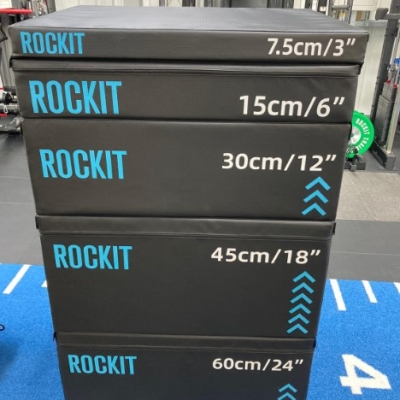 ROCKIT 7.5cm/3"
ROCKIT 15cm/6"
ROCKIT 30cm/12"
ROCKIT 45cm/18"
ROCKIT 60cm/24"
4